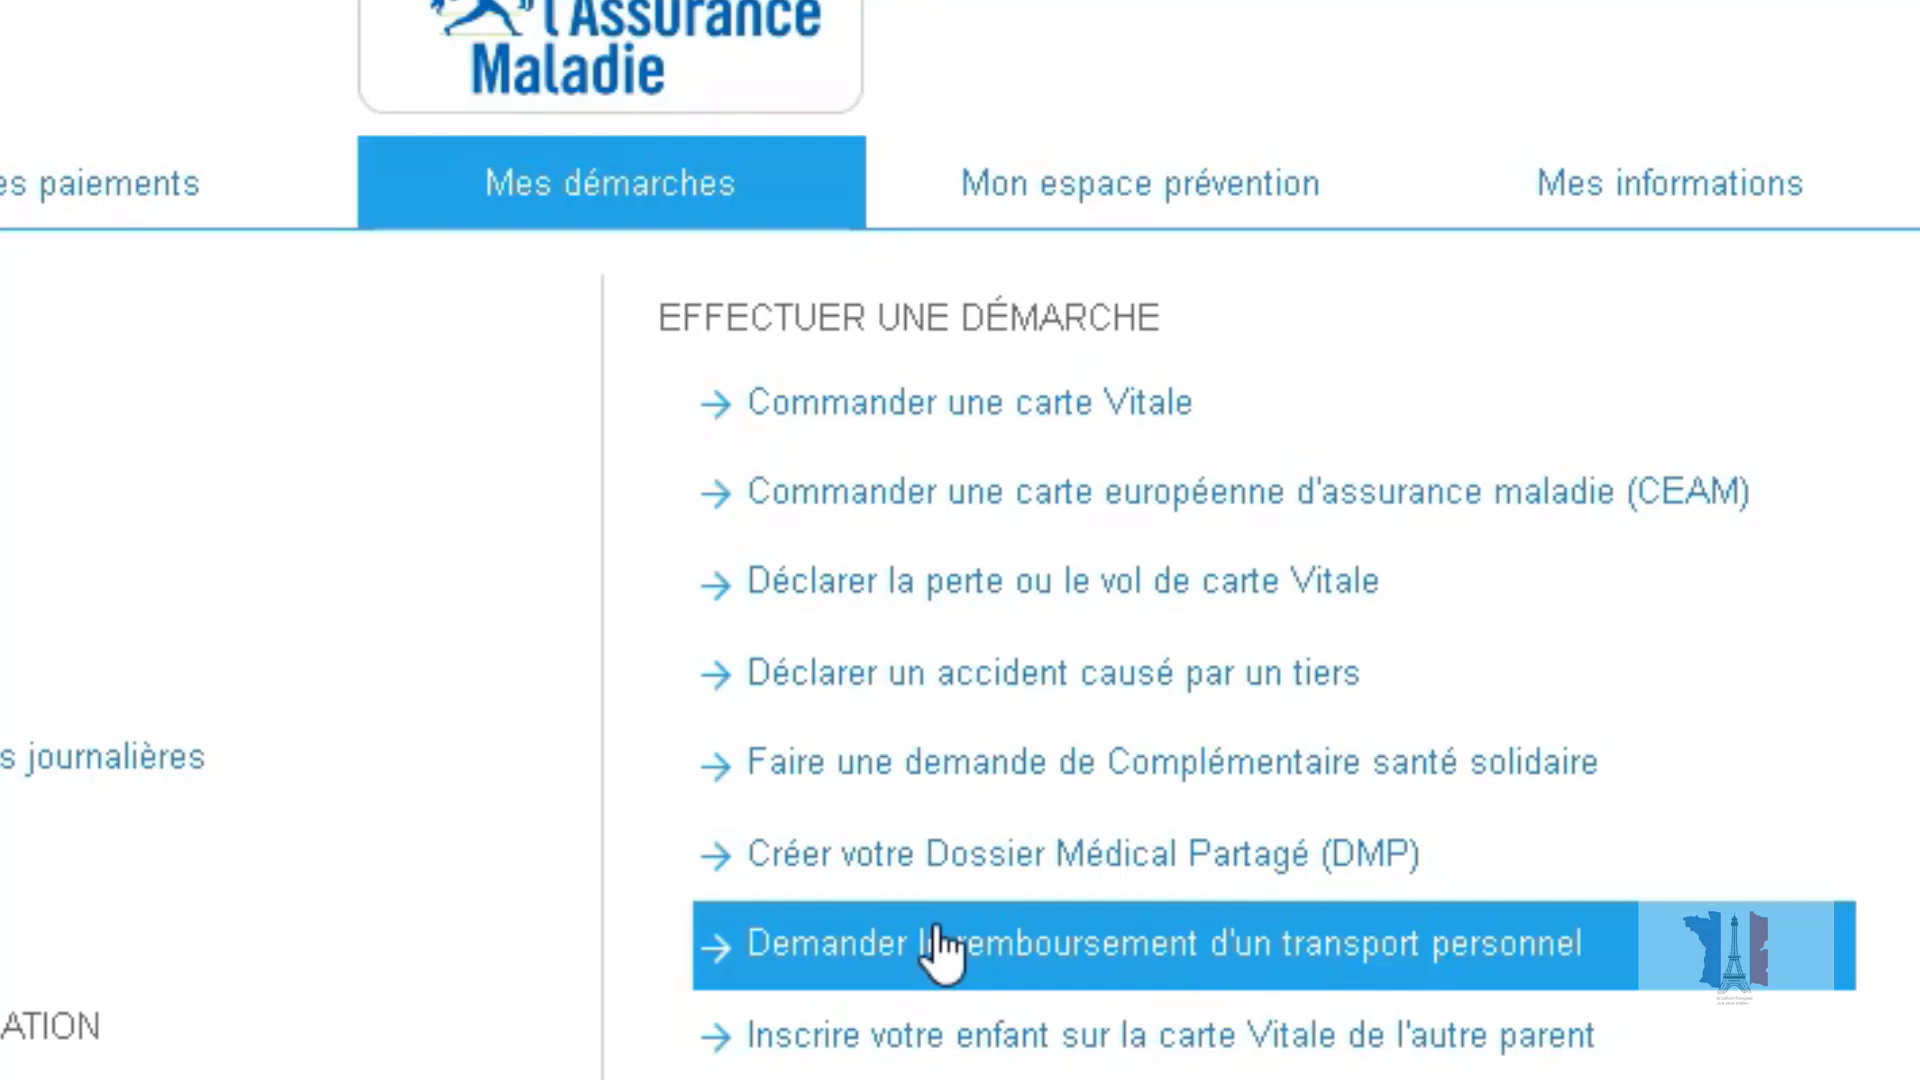 l'Assurance
Maladie
es paiements
Mes démarches
Mon espace prévention
Mes informations
EFFECTUER UNE DÉMARCHE
→ Commander une carte Vitale
→ Commander une carte européenne d'assurance maladie (CEAM)
→ Déclarer la perte ou le vol de carte Vitale
→ Déclarer un accident causé par un tiers
s journalières
→ Faire une demande de Complémentaire santé solidaire
→ Créer votre Dossier Médical Partagé (DMP)
→ Demander remboursement d'un transport personnel
ATION
→ Inscrire votre enfant sur la carte Vitale de l'autre parent